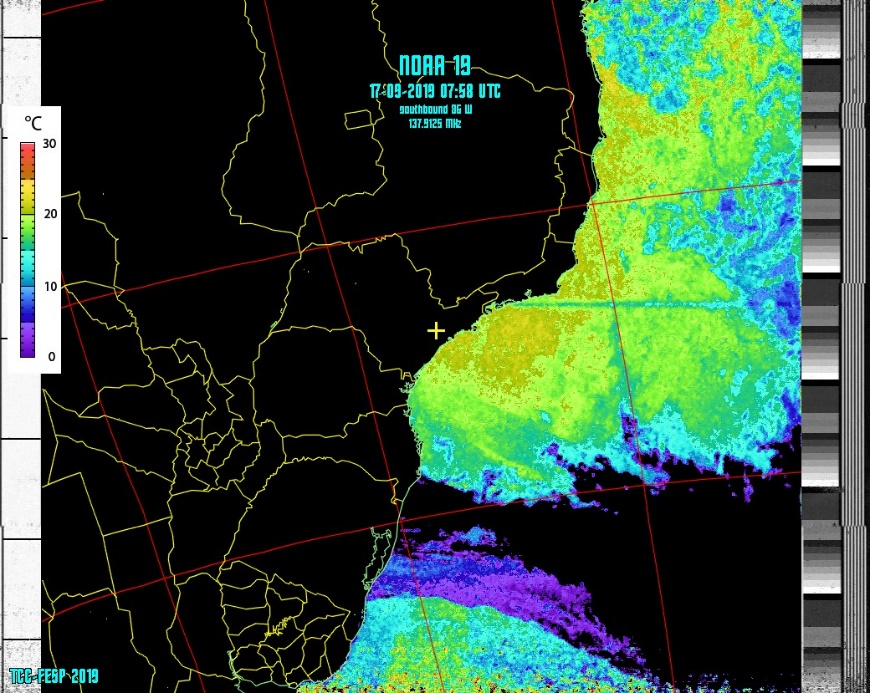 NOAA 19
17-09-2019 07:58 UTC
southbound 86 W
137.9125 MHz
°C
30
20
10
0
TCC-FESP 2019